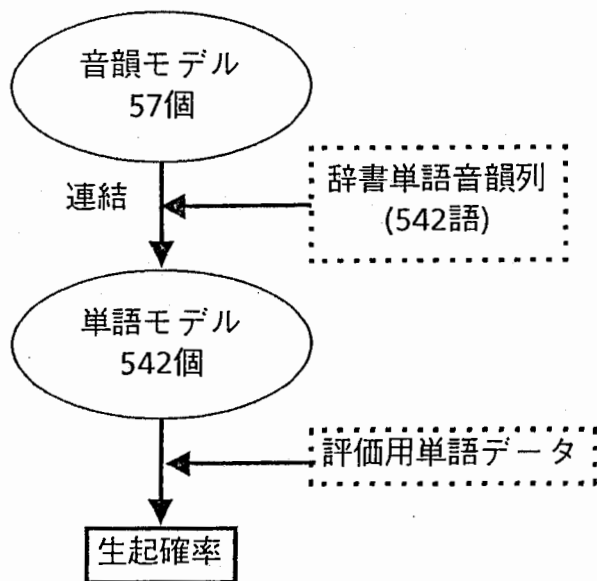 音韻モデル
57個
連結
辞書単語音韻列
(542語)
単語モデル
542個
評価用単語データ
生起確率